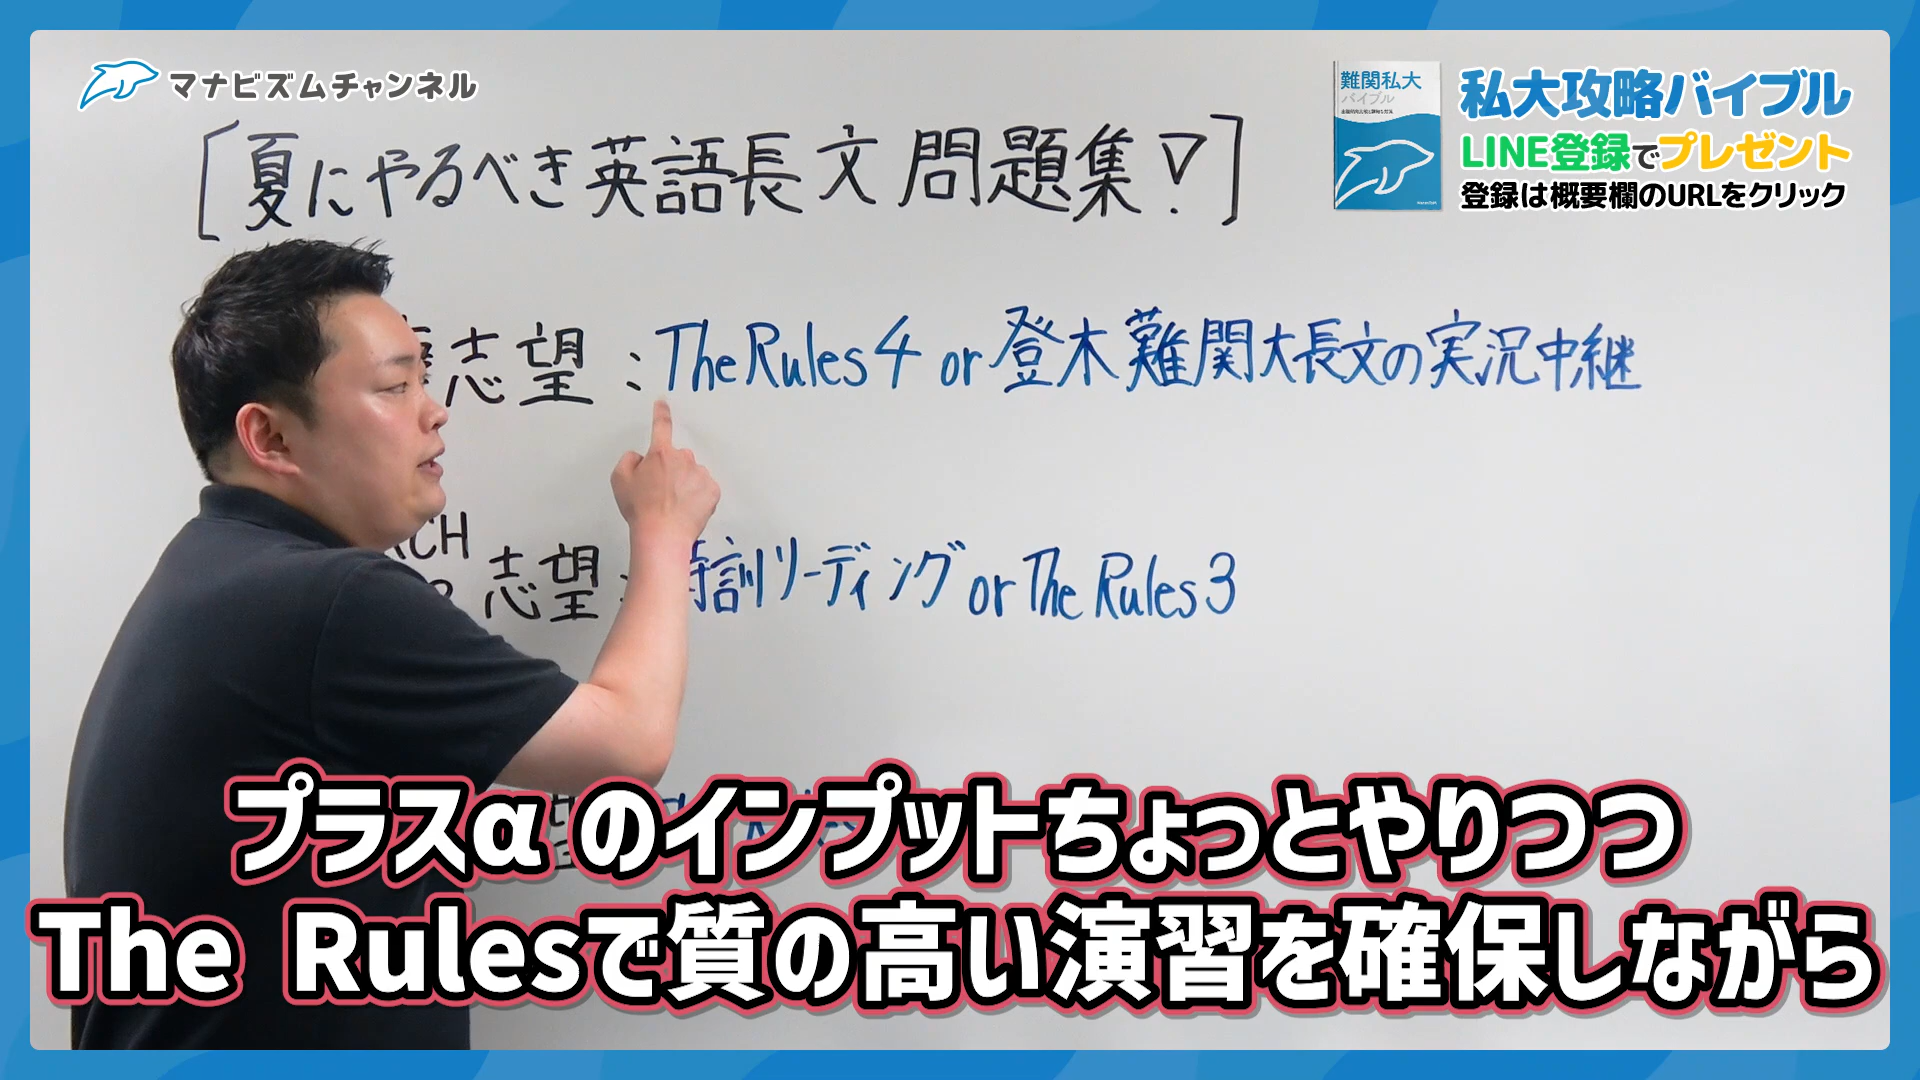 マナビズムチャンネル
難関私大
バイブル
私大攻略バイブル
LINE登録でプレゼント
登録は概要欄のURLをクリック
[夏にやるべき英語長文問題集?]
志望:The Rules 4 or 登木難関大長文の実況中継
CH
志望:特訓リーディング or The Rules 3
プラスα のインプットちょっとやりつつ
The Rulesで質の高い演習を確保しながら